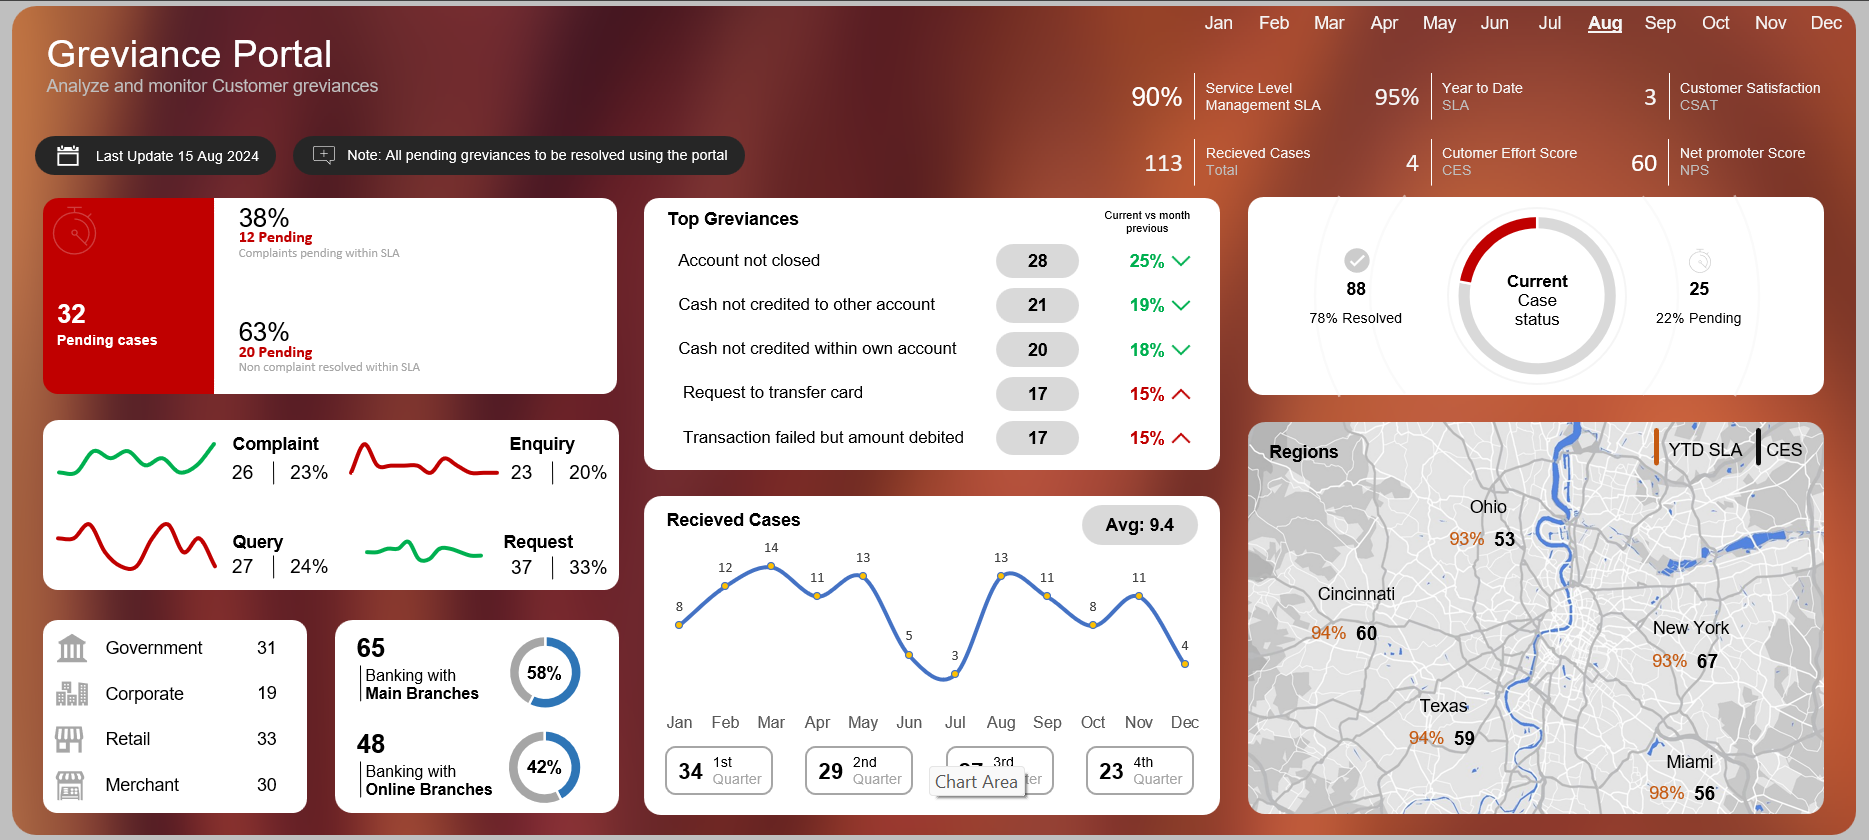 Jan Feb Mar Apr May Jun Jul Aug Sep Oct Nov Dec
Greviance Portal
Analyze and monitor Customer greviances
90% Service Level
Management SLA
95% Year to Date
SLA
3 Customer Satisfaction
CSAT
Last Update 15 Aug 2024
Note: All pending greviances to be resolved using the portal
113 Recieved Cases
Total
4 Cutomer Effort Score
CES
60 Net promoter Score
NPS
32
Pending cases
38%
12 Pending
Complaints pending within SLA
63%
20 Pending
Non complaint resolved within SLA
Top Greviances
Current vs month
previous
Account not closed 28 25%
Cash not credited to other account 21 19%
Cash not credited within own account 20 18%
Request to transfer card 17 15%
Transaction failed but amount debited 17 15%
88
78% Resolved
Current
Case
status
25
22% Pending
Complaint
26 23%
Enquiry
23 20%
Query
27 24%
Request
37 33%
Government 31
Corporate 19
Retail 33
Merchant 30
65
Banking with
Main Branches
58%
48
Banking with
Online Branches
42%
Recieved Cases
Avg: 9.4
8 12 14 11 13 5 3 13 11 8 11 4
Jan Feb Mar Apr May Jun Jul Aug Sep Oct Nov Dec
34 1st
Quarter
29 2nd
Quarter
3rd
Chart Area
23 4th
Quarter
Regions
YTD SLA CES
Ohio
93% 53
Cincinnati
94% 60
New York
93% 67
Texas
94% 59
Miami
98% 56